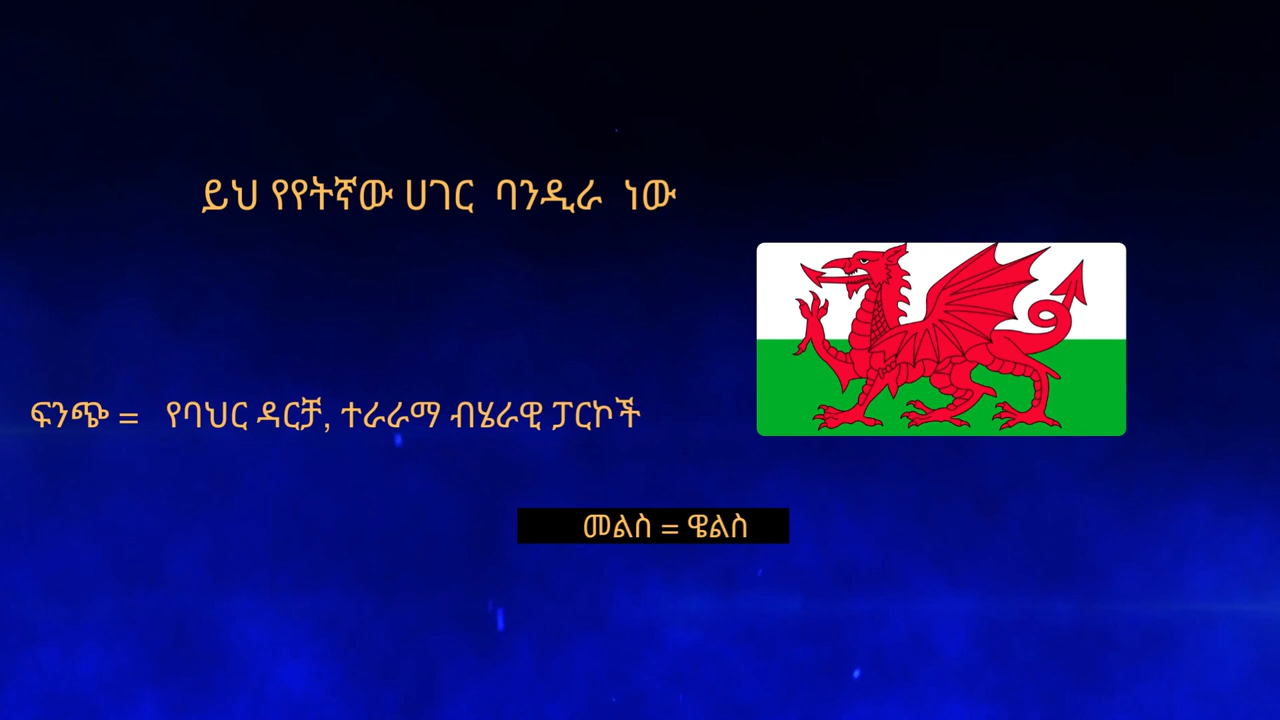 ይህ የየትኛው ሀገር ባንዲራ ነው
ፍንጭ = የባህር ዳርቻ, ተራራማ ብሄራዊ ፓርኮች
መልስ = ዌልስ